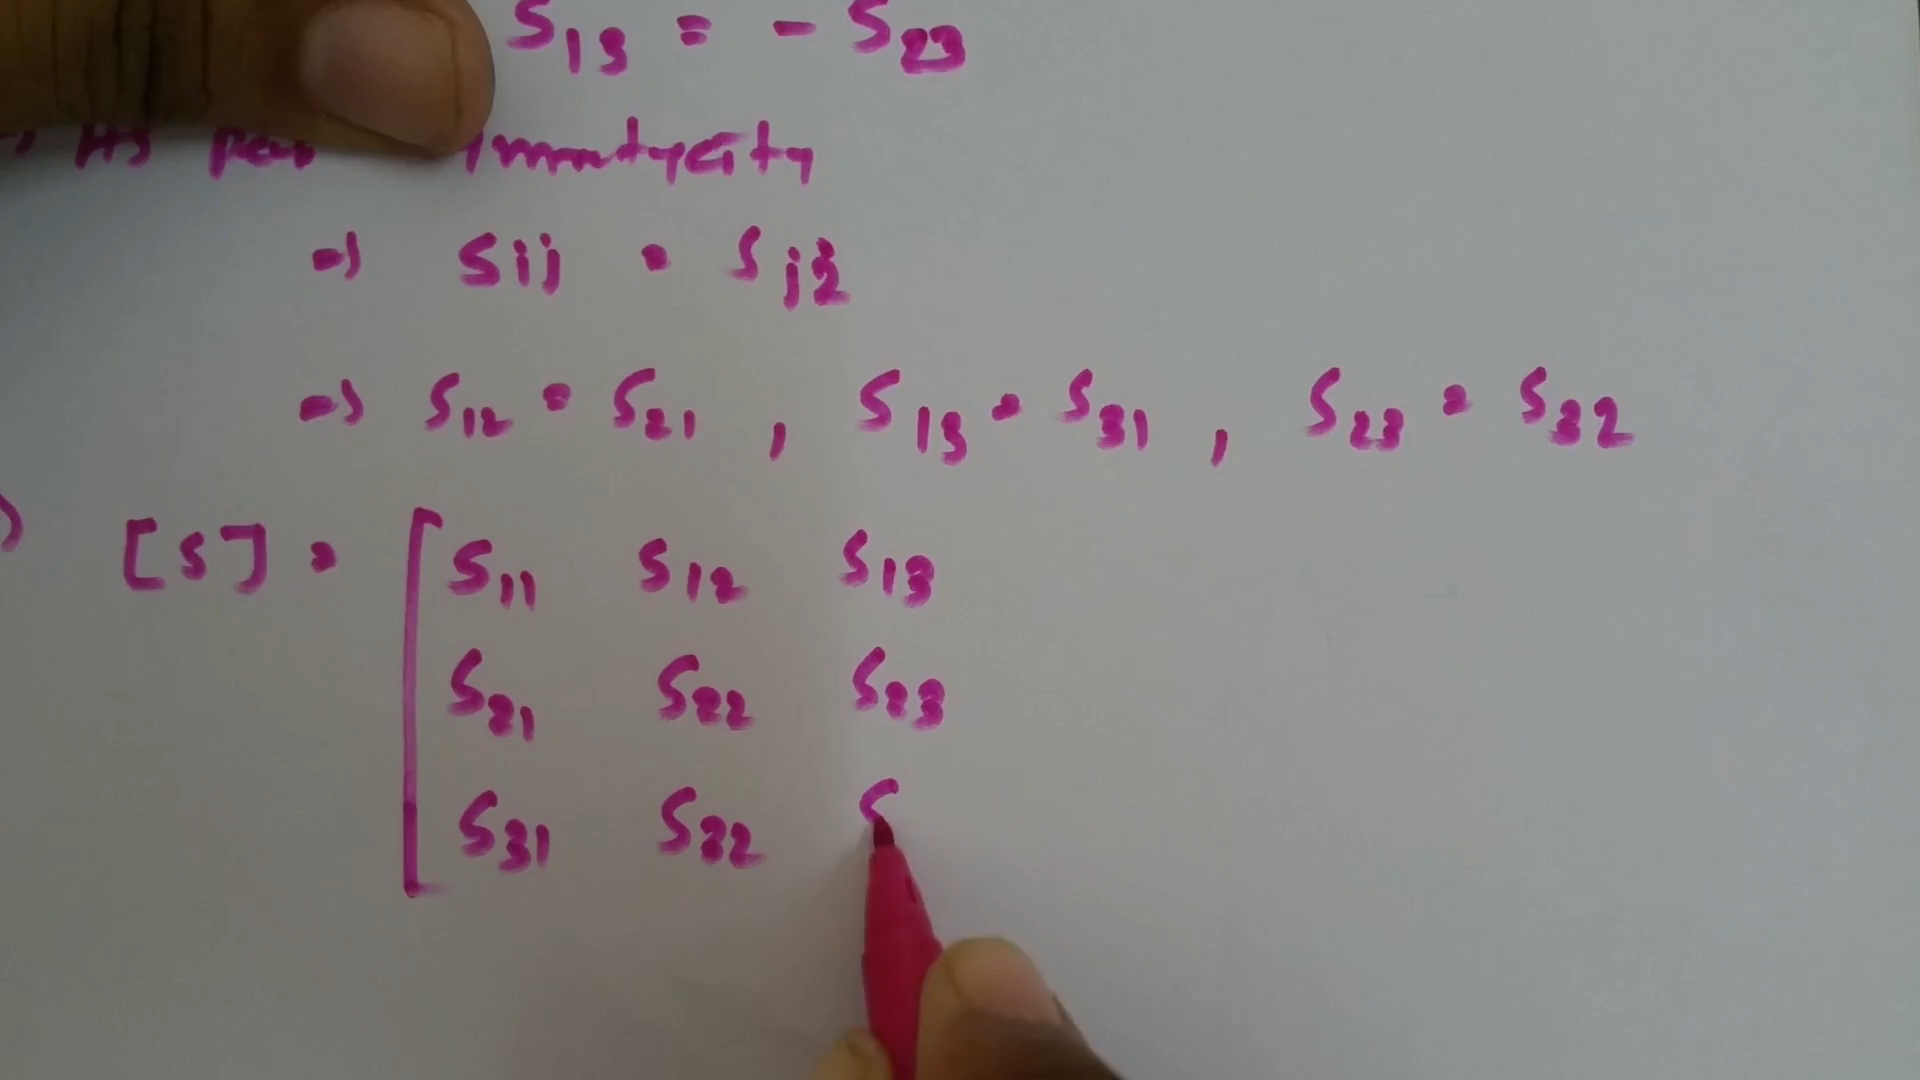 S13 = - S23
As per
=> Sij = Sji
=> S12 = S21 , S13 = S31 , S23 = S32
[S] = [ S11 S12 S13
S21 S22 S23
S31 S32 S